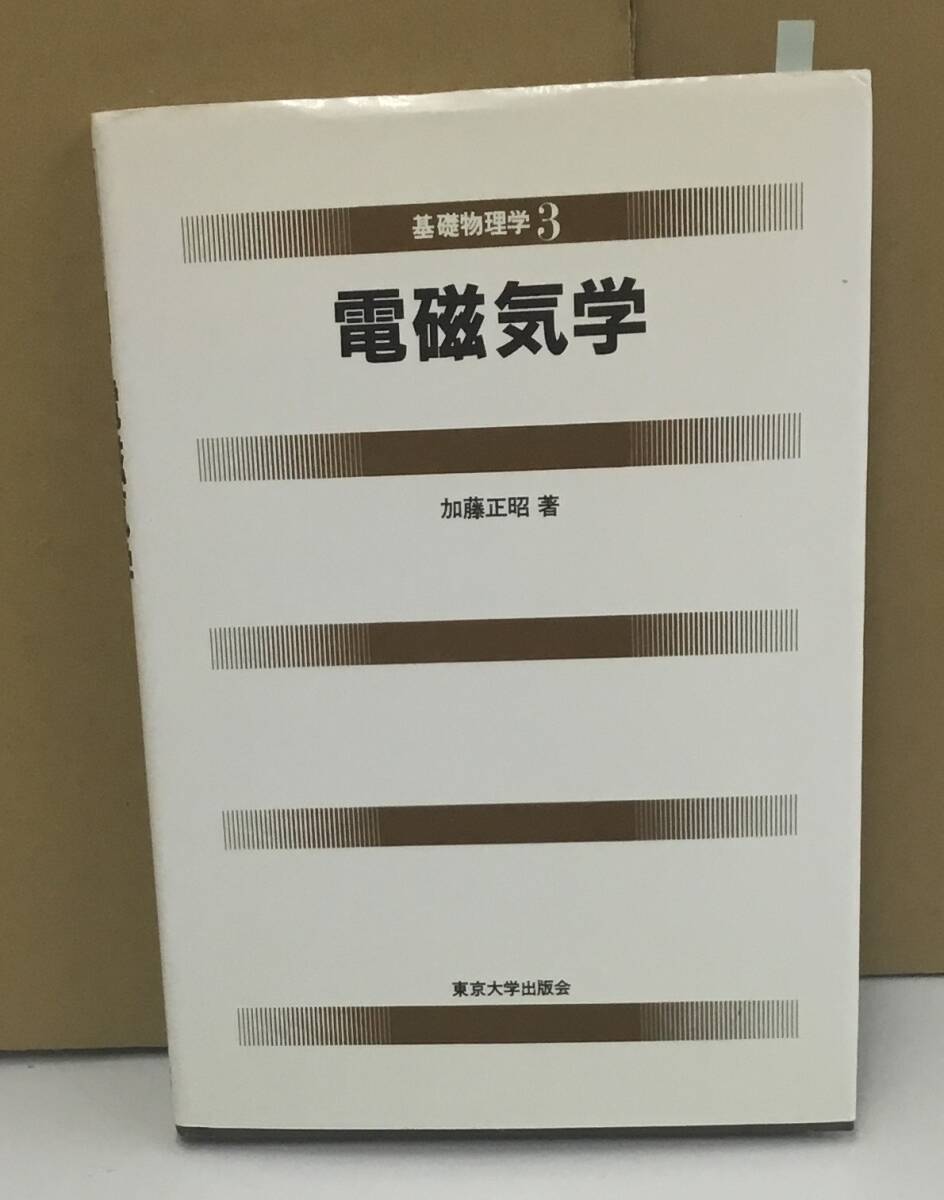 基礎物理学3
電磁気学
加藤正昭 著
東京大学出版会